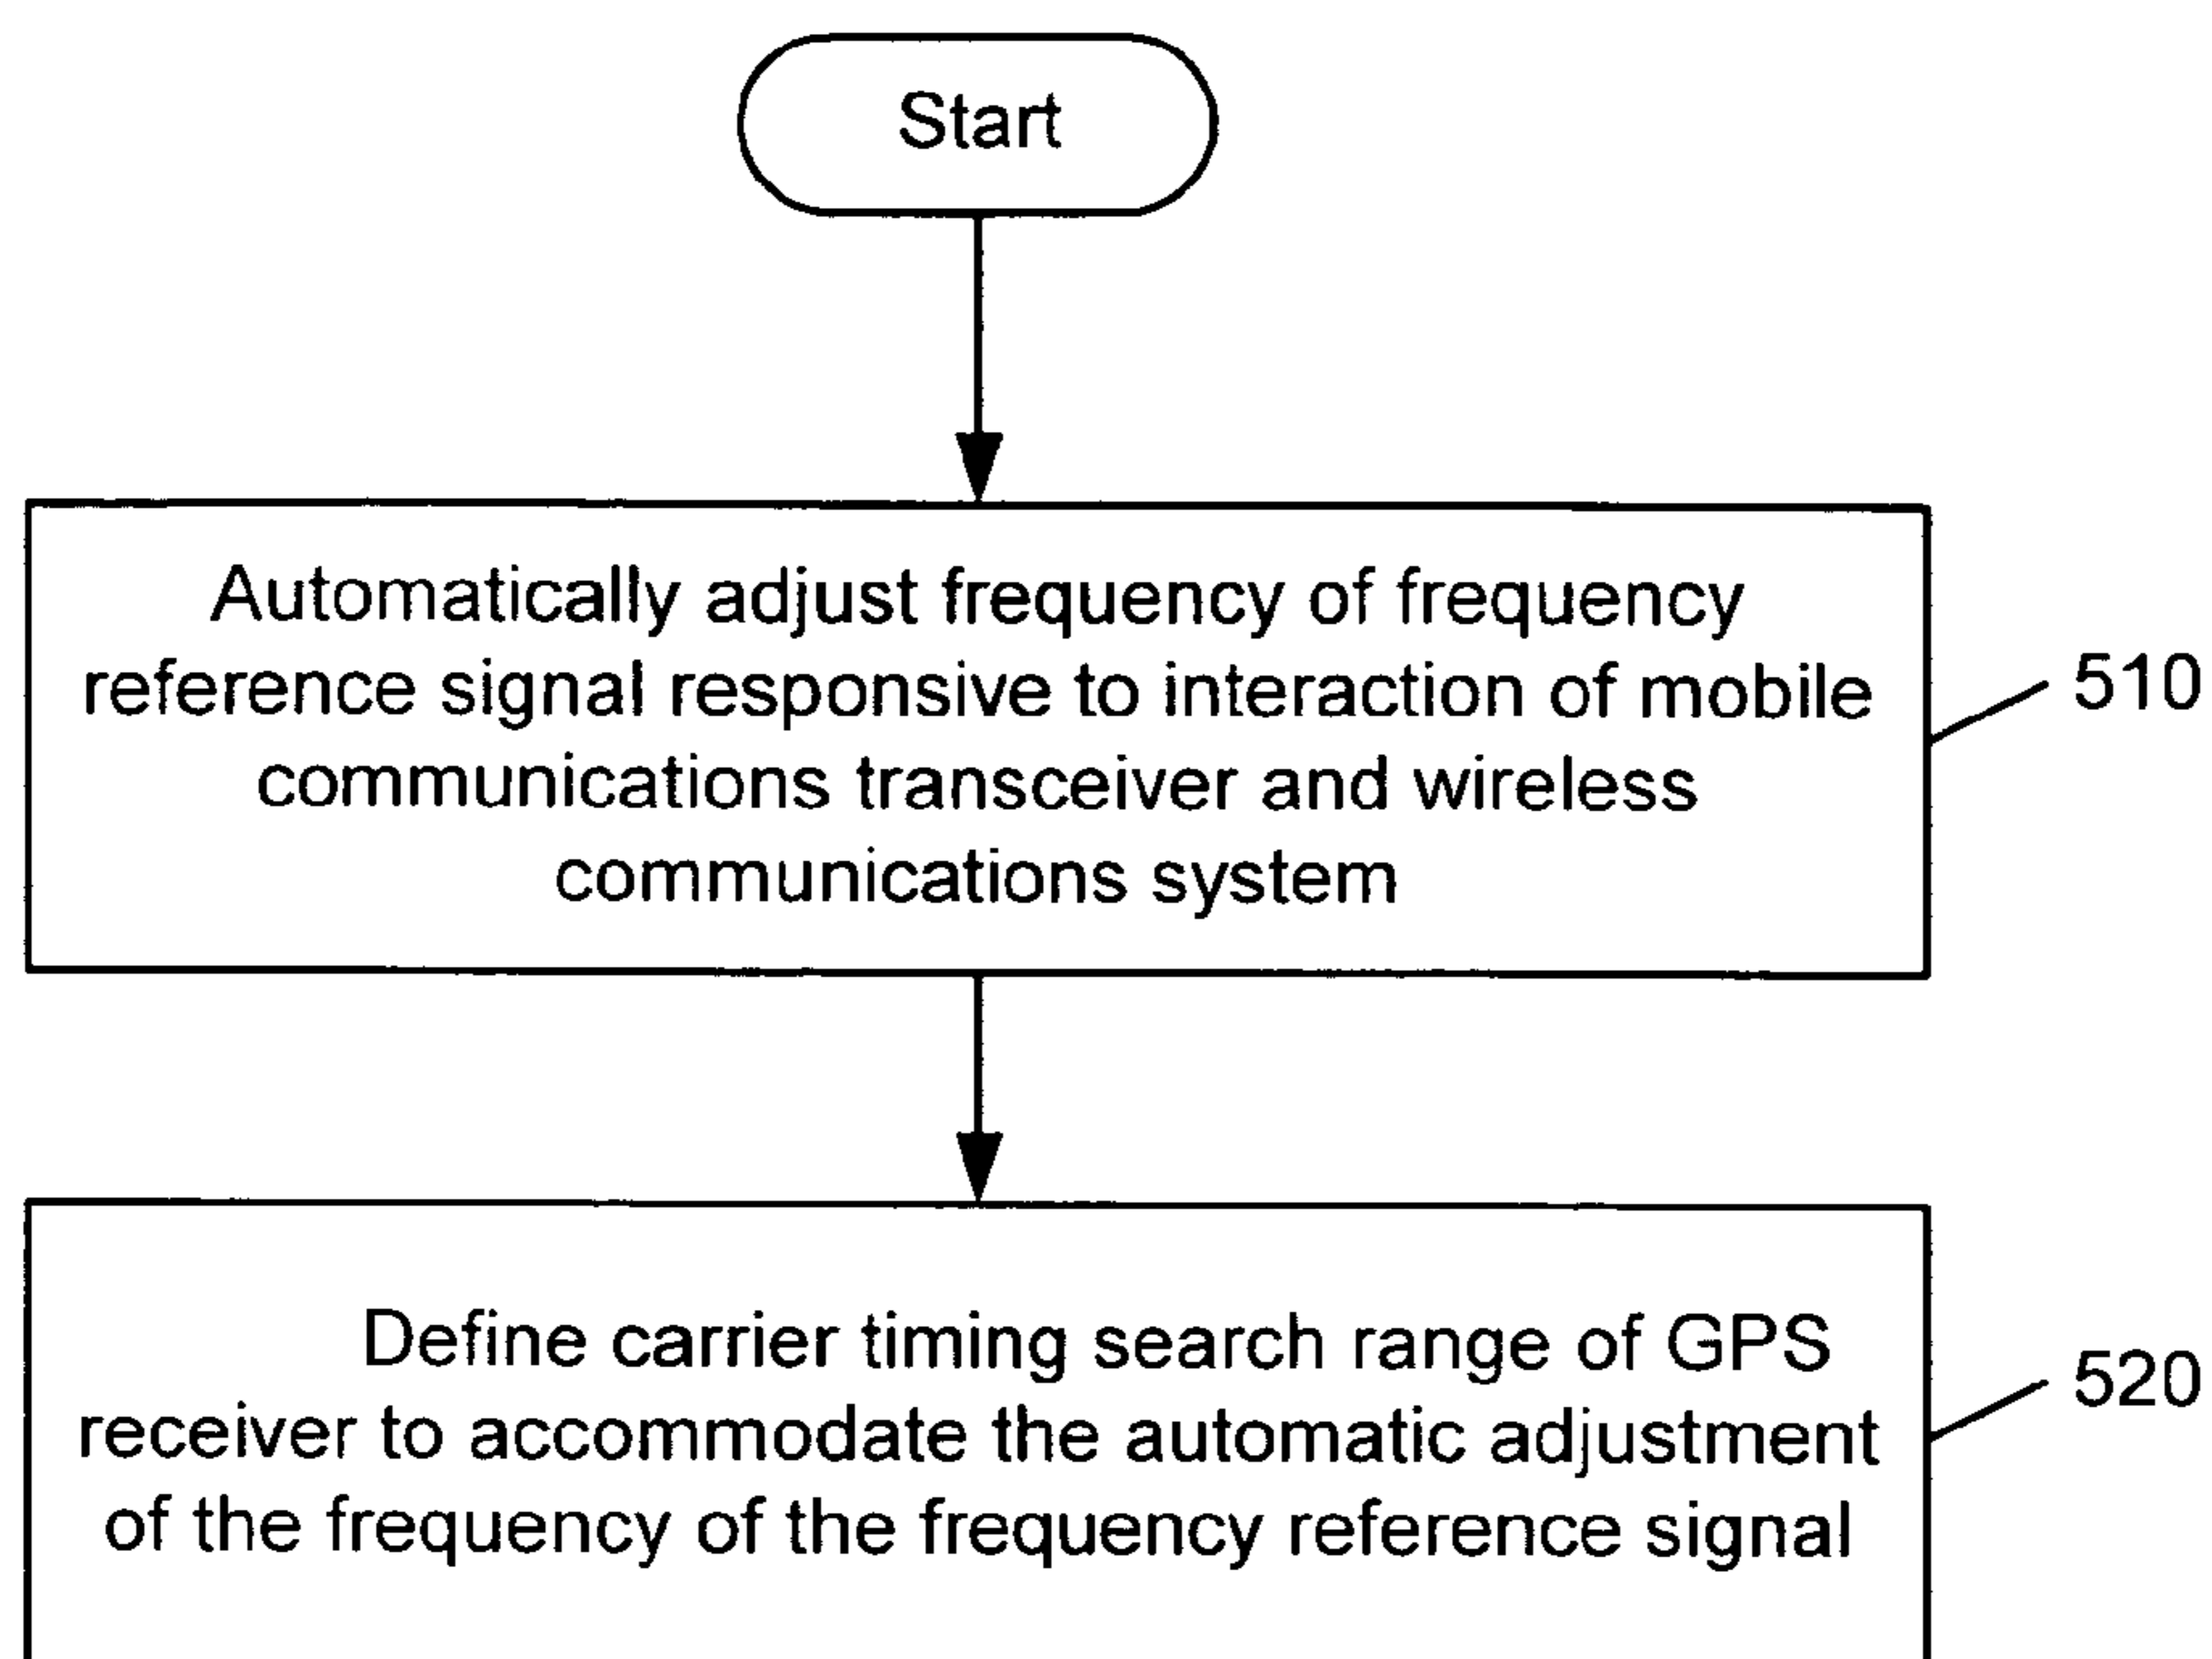 Start
Automatically adjust frequency of frequency
reference signal responsive to interaction of mobile
communications transceiver and wireless
communications system
510
Define carrier timing search range of GPS
receiver to accommodate the automatic adjustment
of the frequency of the frequency reference signal
520